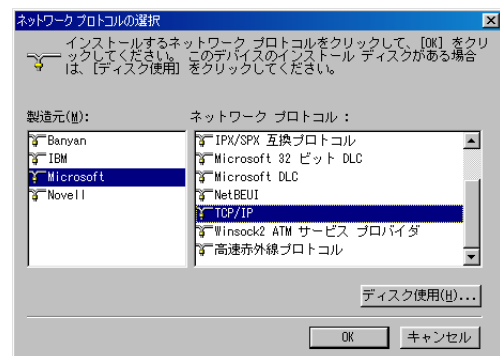 ネットワーク プロトコルの選択
インストールするネットワーク プロトコルをクリックして、[OK] をクリ
ックしてください。このデバイスのインストール ディスクがある場合
は、[ディスク使用] をクリックしてください。
製造元(M):
Banyan
IBM
Microsoft
Novell
ネットワーク プロトコル :
IPX/SPX 互換プロトコル
Microsoft 32 ビット DLC
Microsoft DLC
NetBEUI
TCP/IP
Winsock2 ATM サービス プロバイダ
高速赤外線プロトコル
ディスク使用(H)...
OK
キャンセル